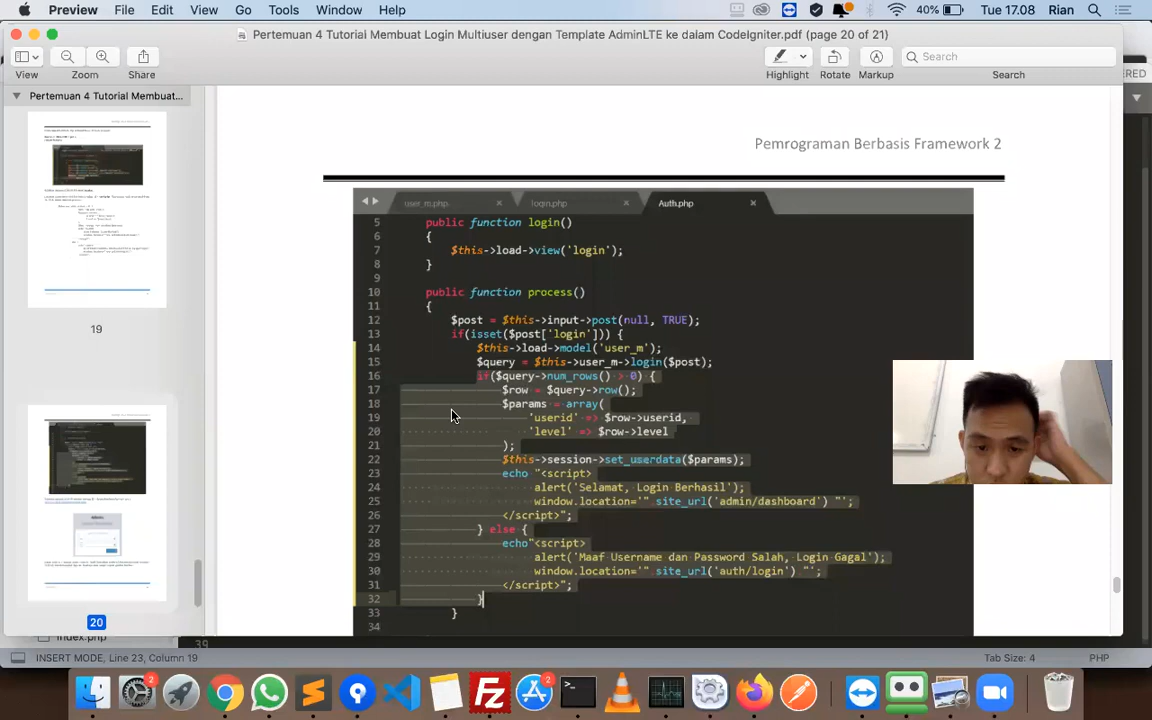 Preview File Edit View Go Tools Window Help 40% Tue 17.08 Rian
Pertemuan 4 Tutorial Membuat Login Multiuser dengan Template AdminLTE ke dalam CodeIgniter.pdf (page 20 of 21)
Search
View Zoom Share Highlight Rotate Markup Search
ERED
Pertemuan 4 Tutorial Membuat...
19
20
Pemrograman Berbasis Framework 2
user_m.php login.php Auth.php
5 public function login()
6 {
7 $this->load->view('login');
8 }
9
10 public function process()
11 {
12 $post = $this->input->post(null, TRUE);
13 if(isset($post['login'])) {
14 $this->load->model('user_m');
15 $query = $this->user_m->login($post);
16 if($query->num_rows() > 0) {
17 $row = $query->row();
18 $params = array(
19 'userid' => $row->userid,
20 'level' => $row->level
21 );
22 $this->session->set_userdata($params);
23 echo "<script>
24 alert('Selamat, Login Berhasil');
25 window.location='" site_url('admin/dashboard') "';
26 </script>";
27 } else {
28 echo"<script>
29 alert('Maaf Username dan Password Salah, Login Gagal');
30 window.location='" site_url('auth/login') "';
31 </script>";
32 }
33 }
34
index.php
39
INSERT MODE, Line 23, Column 19 Tab Size: 4 PHP
2
2